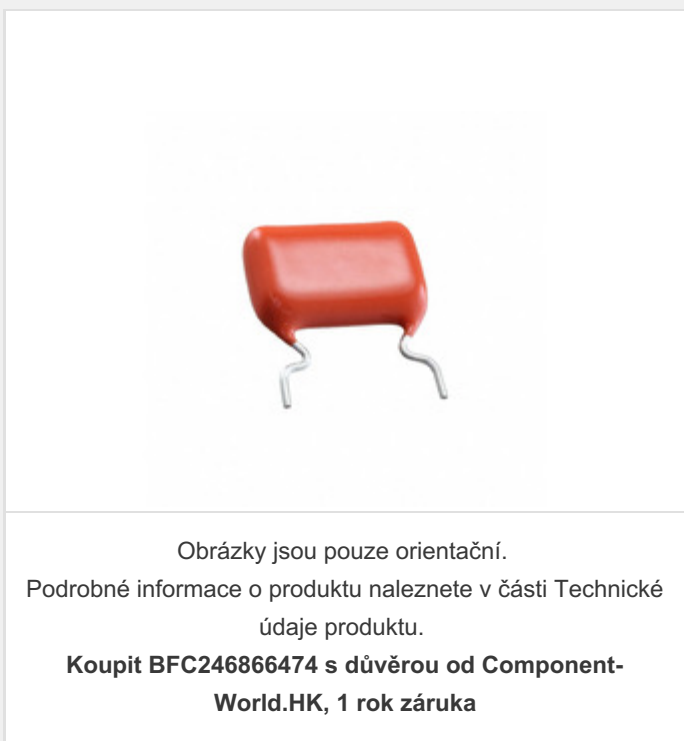 Obrázky jsou pouze orientační.
Podrobné informace o produktu naleznete v části Technické
údaje produktu.
Koupit BFC246866474 s důvěrou od Component-
World.HK, 1 rok záruka